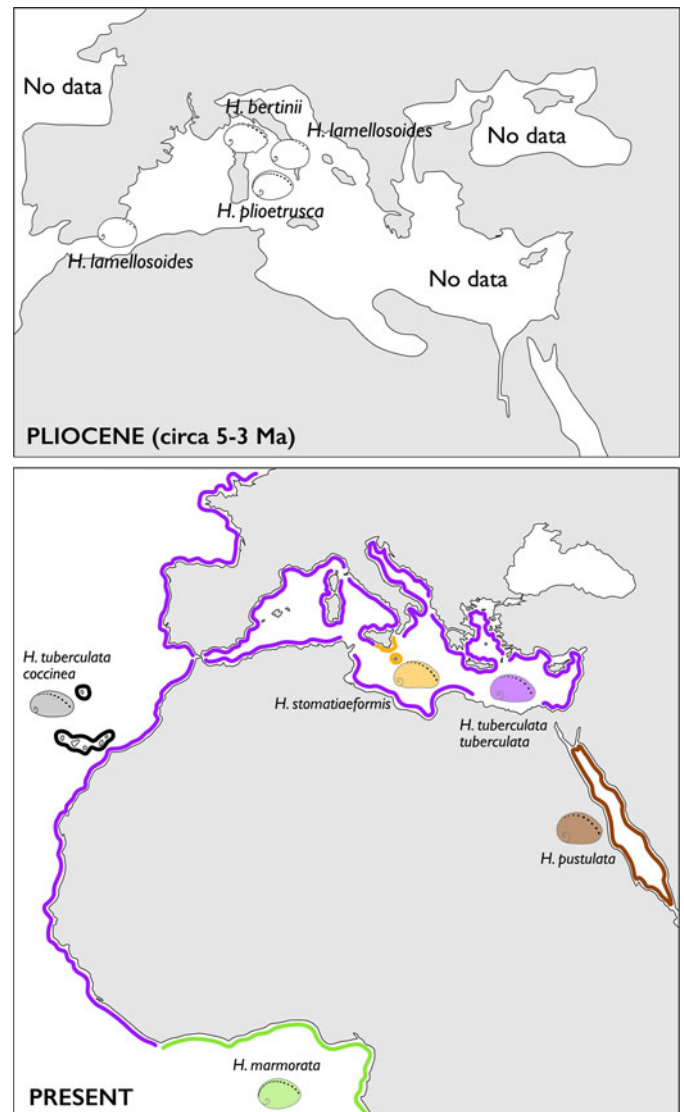 No data
H. bertinii
H. lamellosoides
No data
H. plioetrusca
H. lamellosoides
No data
PLIOCENE (circa 5-3 Ma)
H. tuberculata
coccinea
H. stomatiaeformis
H. tuberculata
tuberculata
H. pustulata
H. marmorata
PRESENT